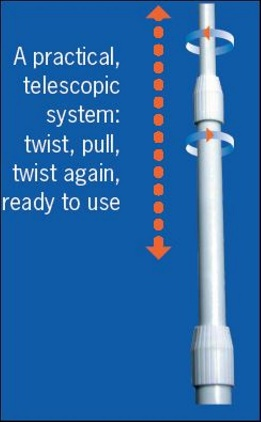 A practical,
telescopic
system:
twist, pull,
twist again,
ready to use